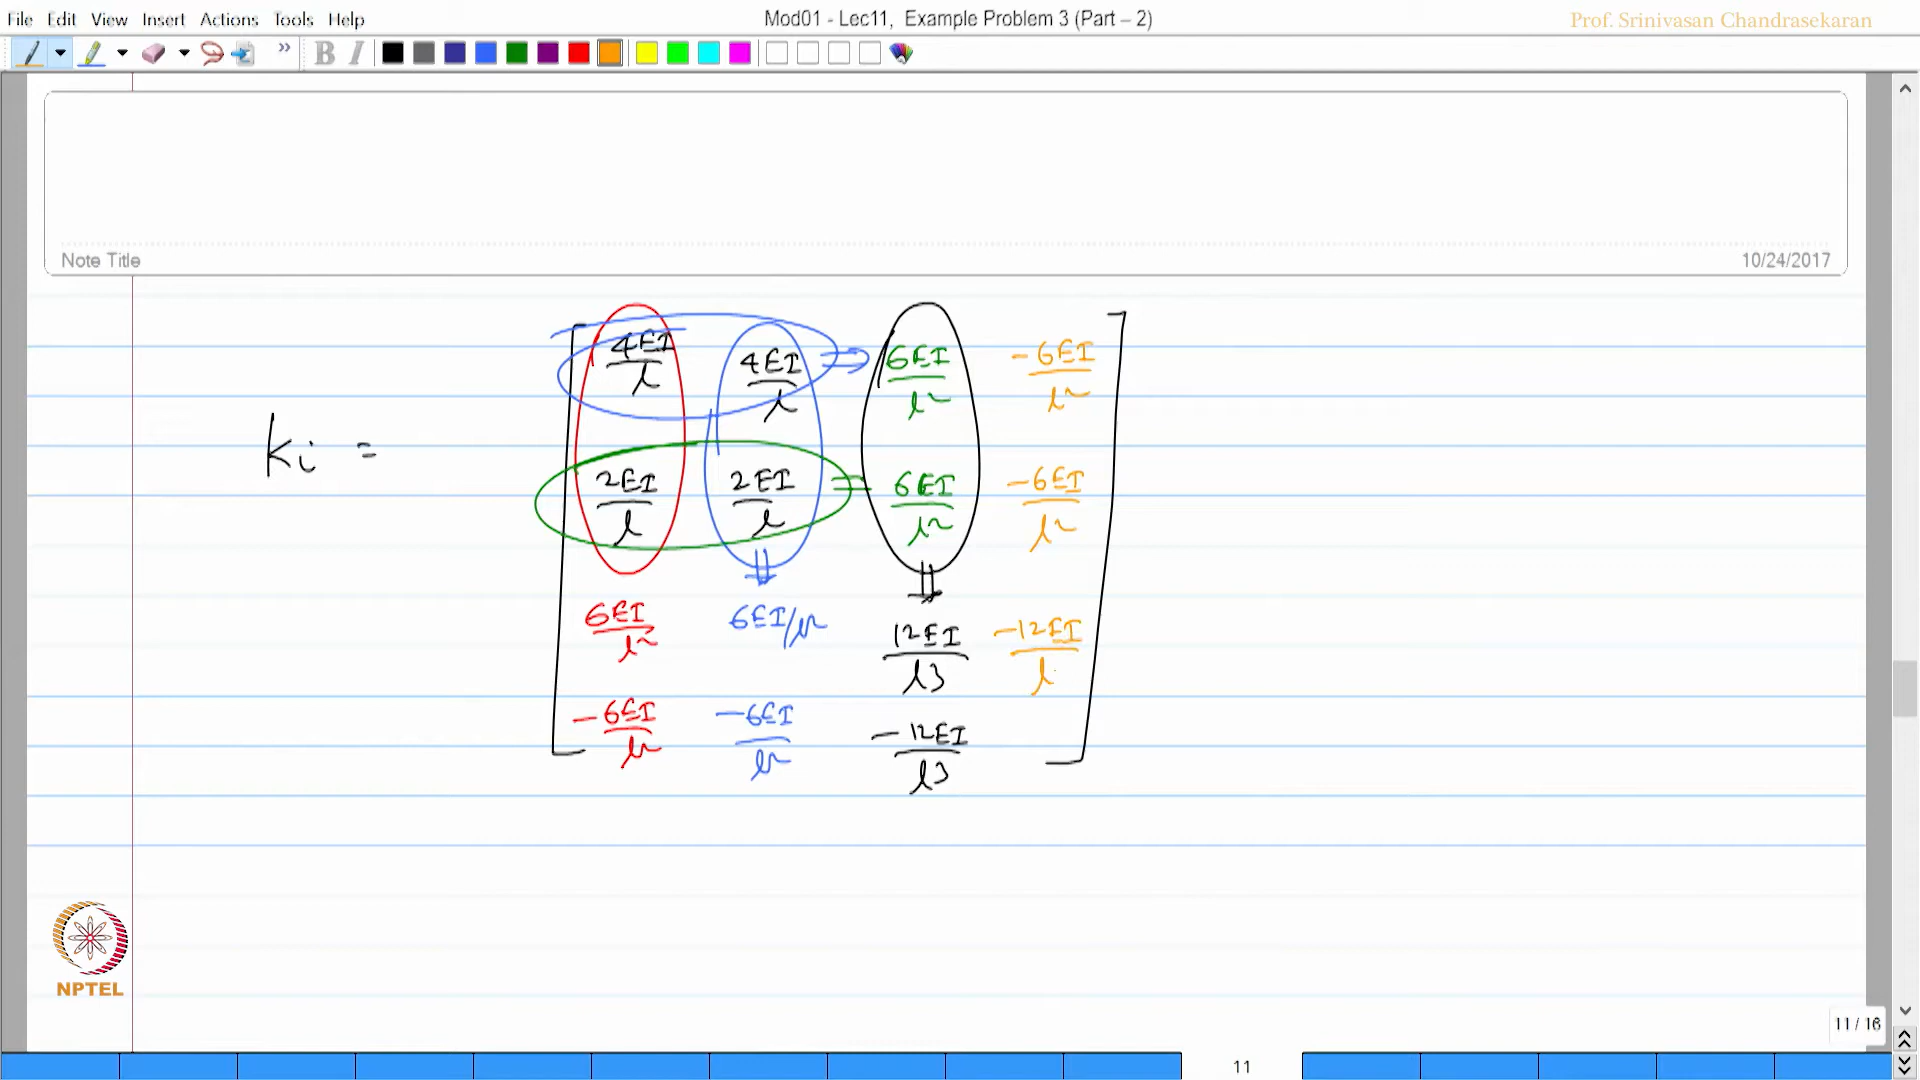 File Edit View Insert Actions Tools Help
Mod01 - Lec11, Example Problem 3 (Part – 2)
Prof. Srinivasan Chandrasekaran
B I
Note Title
10/24/2017
ki =
4EI/l 4EI/l ⇒ 6EI/l² -6EI/l²
2EI/l 2EI/l = 6EI/l² -6EI/l²
6EI/l² 6EI/l² 12EI/l3 -12EI/l
-6EI/l² -6EI/l² -12EI/l3
NPTEL
11 / 16
11